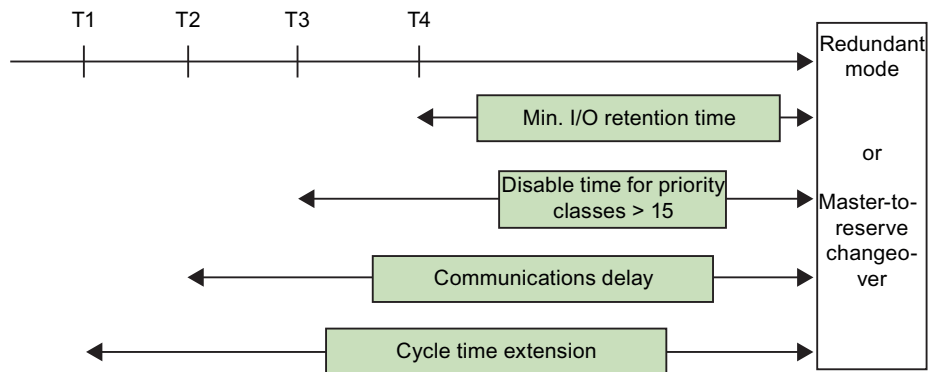 T1 T2 T3 T4
Redundant
mode
Min. I/O retention time
or
Disable time for priority
classes > 15
Master-to-
reserve
changeo-
ver
Communications delay
Cycle time extension